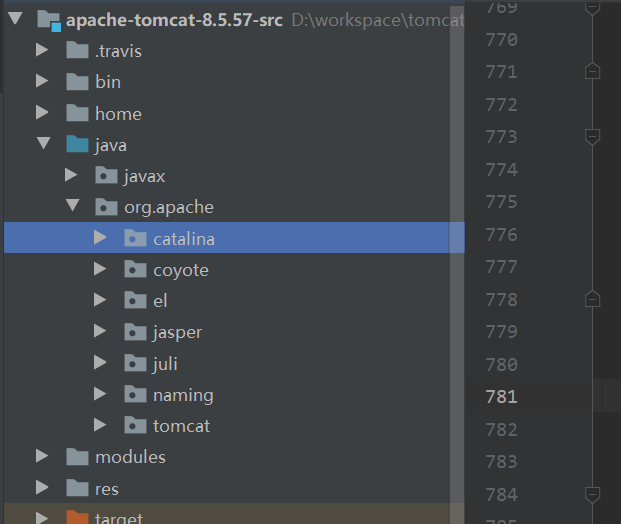 apache-tomcat-8.5.57-src D:\workspace\tomcat
.travis
bin
home
java
javax
org.apache
catalina
coyote
el
jasper
juli
naming
tomcat
modules
res
target
769
770
771
772
773
774
775
776
777
778
779
780
781
782
783
784